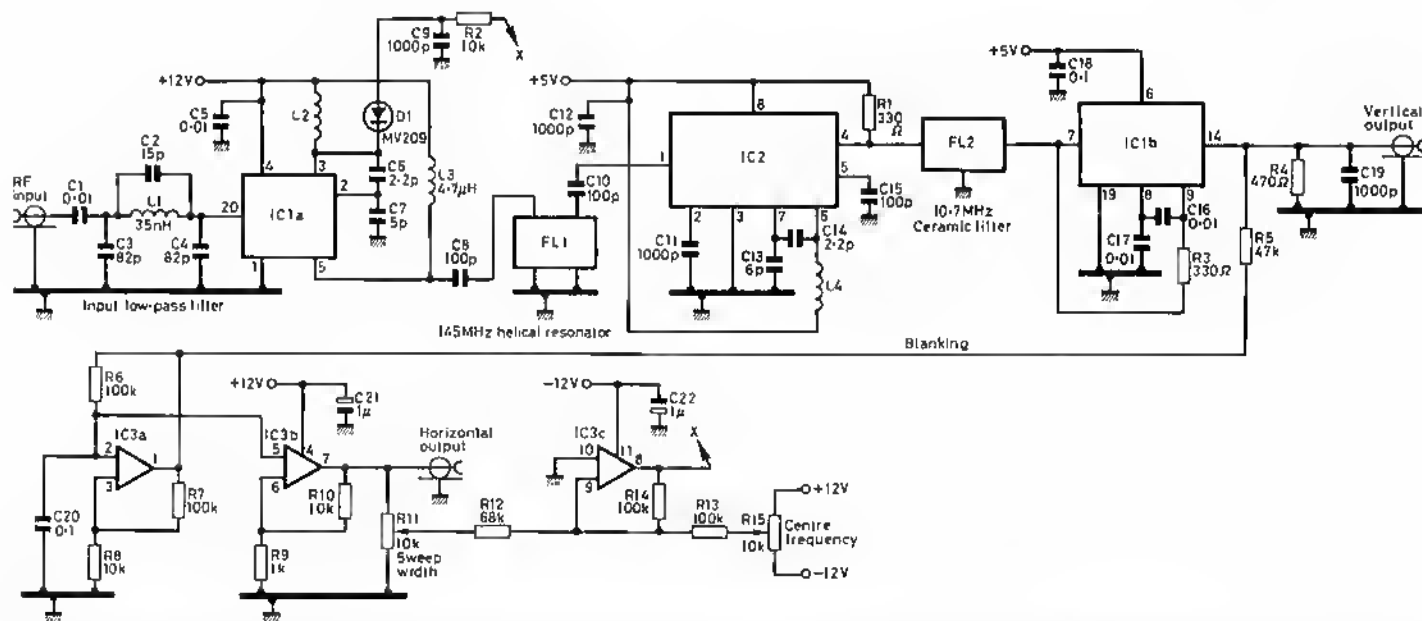 C9
1000p
R2
10k
X
+12V
C5
0·01
L2
D1
MV209
C2
15p
RF
input
C1
0·01
L1
35nH
C3
82p
C4
82p
20
4
3
2
IC1a
1
5
C6
2·2p
C7
5p
L3
4·7µH
C8
100p
Input low-pass filter
FL1
145MHz helical resonator
C10
100p
+5V
C12
1000p
8
R1
330
Ω
1
IC2
4
5
2
3
7
6
C11
1000p
C13
6p
C14
2·2p
L4
C15
100p
FL2
10·7MHz
Ceramic filter
+5V
C18
0·1
6
7
IC1b
14
19
8
9
C16
0·01
C17
0·01
R3
330Ω
Vertical
output
R4
470Ω
C19
1000p
R5
47k
Blanking
R6
100k
IC3a
2
3
1
R7
100k
C20
0·1
R8
10k
+12V
C21
1µ
IC3b
5
4
6
7
R10
10k
R9
1k
Horizontal
output
R11
10k
Sweep
width
R12
68k
-12V
C22
1µ
IC3c
10
11
9
8
X
R14
100k
R13
100k
R15
10k
+12V
Centre
frequency
-12V